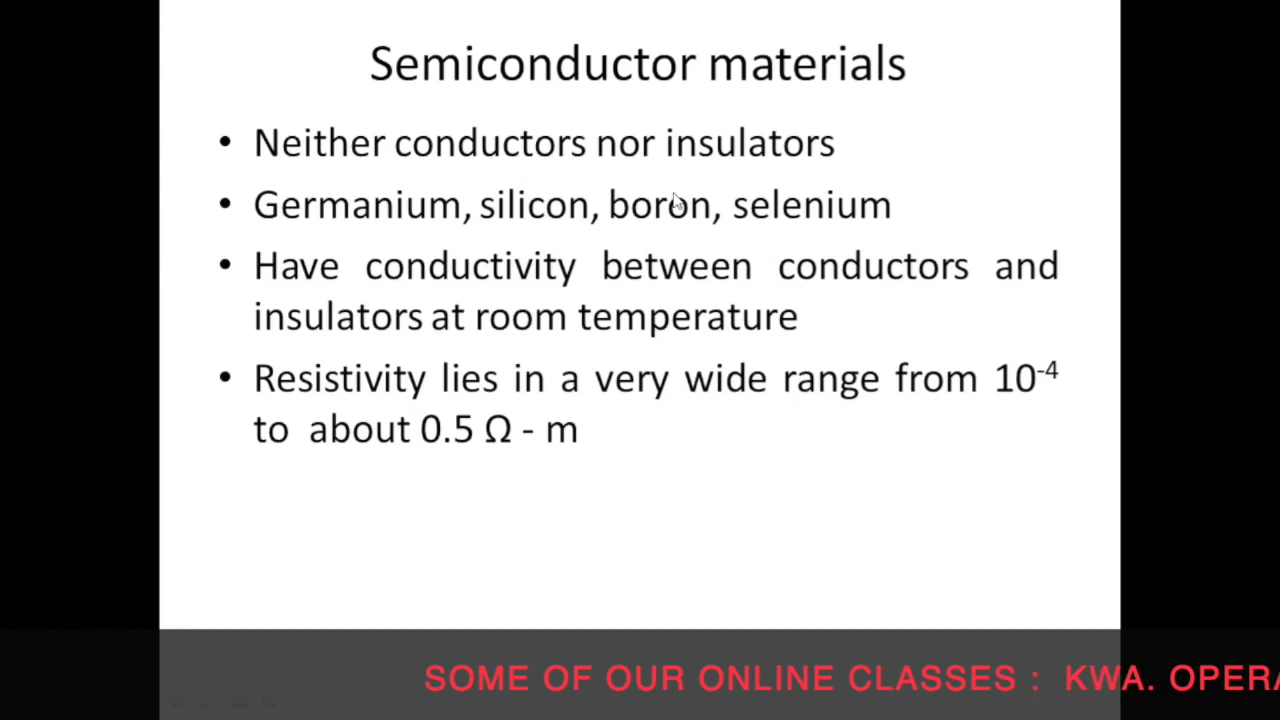 Semiconductor materials
• Neither conductors nor insulators
• Germanium, silicon, boron, selenium
• Have conductivity between conductors and
insulators at room temperature
• Resistivity lies in a very wide range from 10⁻⁴
to about 0.5 Ω - m
SOME OF OUR ONLINE CLASSES : KWA. OPERA